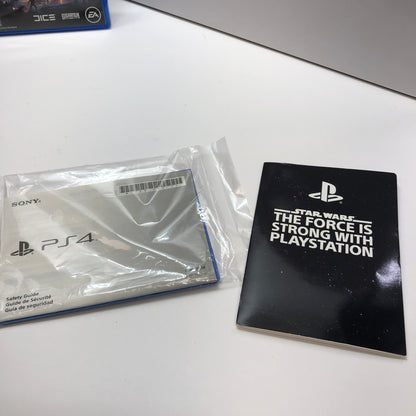 DICE
EA
SONY
PS4
Safety Guide
Guide de Sécurité
Guía de seguridad
STAR WARS
THE FORCE IS
STRONG WITH
PLAYSTATION